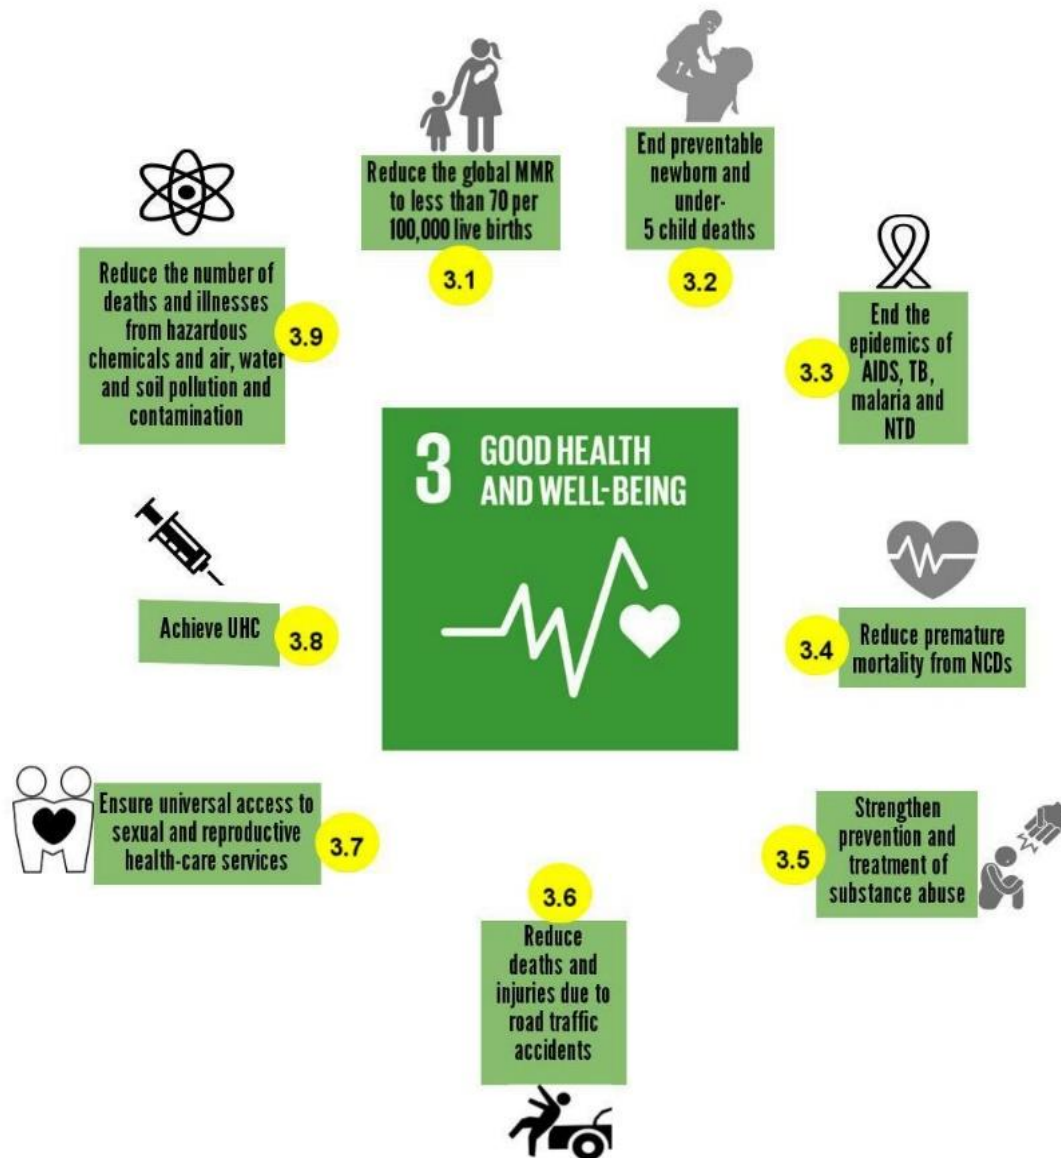 Reduce the global MMR
to less than 70 per
100,000 live births
3.1
End preventable
newborn and
under-
5 child deaths
3.2
End the
epidemics of
AIDS, TB,
malaria and
NTD
3.3
Reduce premature
mortality from NCDs
3.4
Strengthen
prevention and
treatment of
substance abuse
3.5
3.6
Reduce
deaths and
injuries due to
road traffic
accidents
Ensure universal access to
sexual and reproductive
health-care services
3.7
Achieve UHC
3.8
Reduce the number of
deaths and illnesses
from hazardous
chemicals and air, water
and soil pollution and
contamination
3.9
3 GOOD HEALTH
AND WELL-BEING